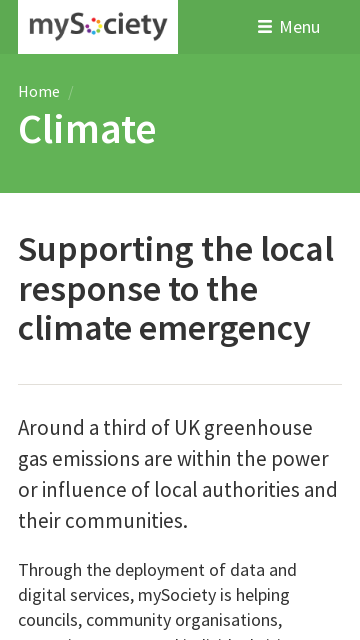 mySociety
Menu
Home /
Climate
Supporting the local
response to the
climate emergency
Around a third of UK greenhouse
gas emissions are within the power
or influence of local authorities and
their communities.
Through the deployment of data and
digital services, mySociety is helping
councils, community organisations,